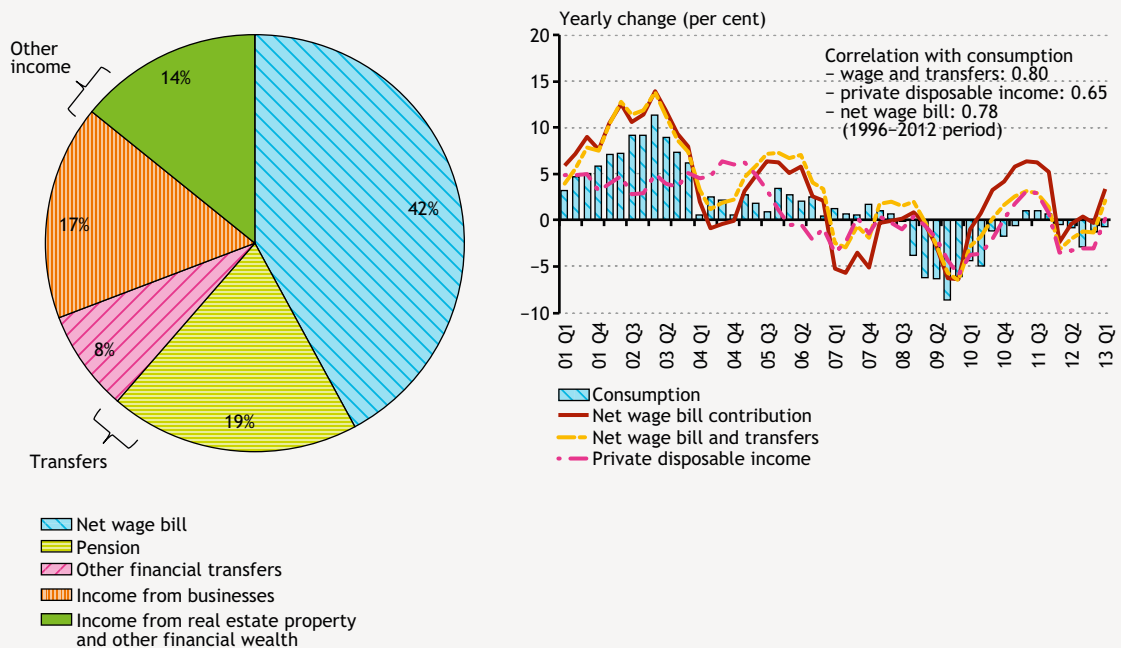 Other
income
14%
42%
17%
8%
19%
Transfers
Net wage bill
Pension
Other financial transfers
Income from businesses
Income from real estate property
and other financial wealth
Yearly change (per cent)
20
15
10
5
0
−5
−10
Correlation with consumption
− wage and transfers: 0.80
− private disposable income: 0.65
− net wage bill: 0.78
(1996–2012 period)
01 Q1
01 Q4
02 Q3
03 Q2
04 Q1
04 Q4
05 Q3
06 Q2
07 Q1
07 Q4
08 Q3
09 Q2
10 Q1
10 Q4
11 Q3
12 Q2
13 Q1
Consumption
Net wage bill contribution
Net wage bill and transfers
Private disposable income